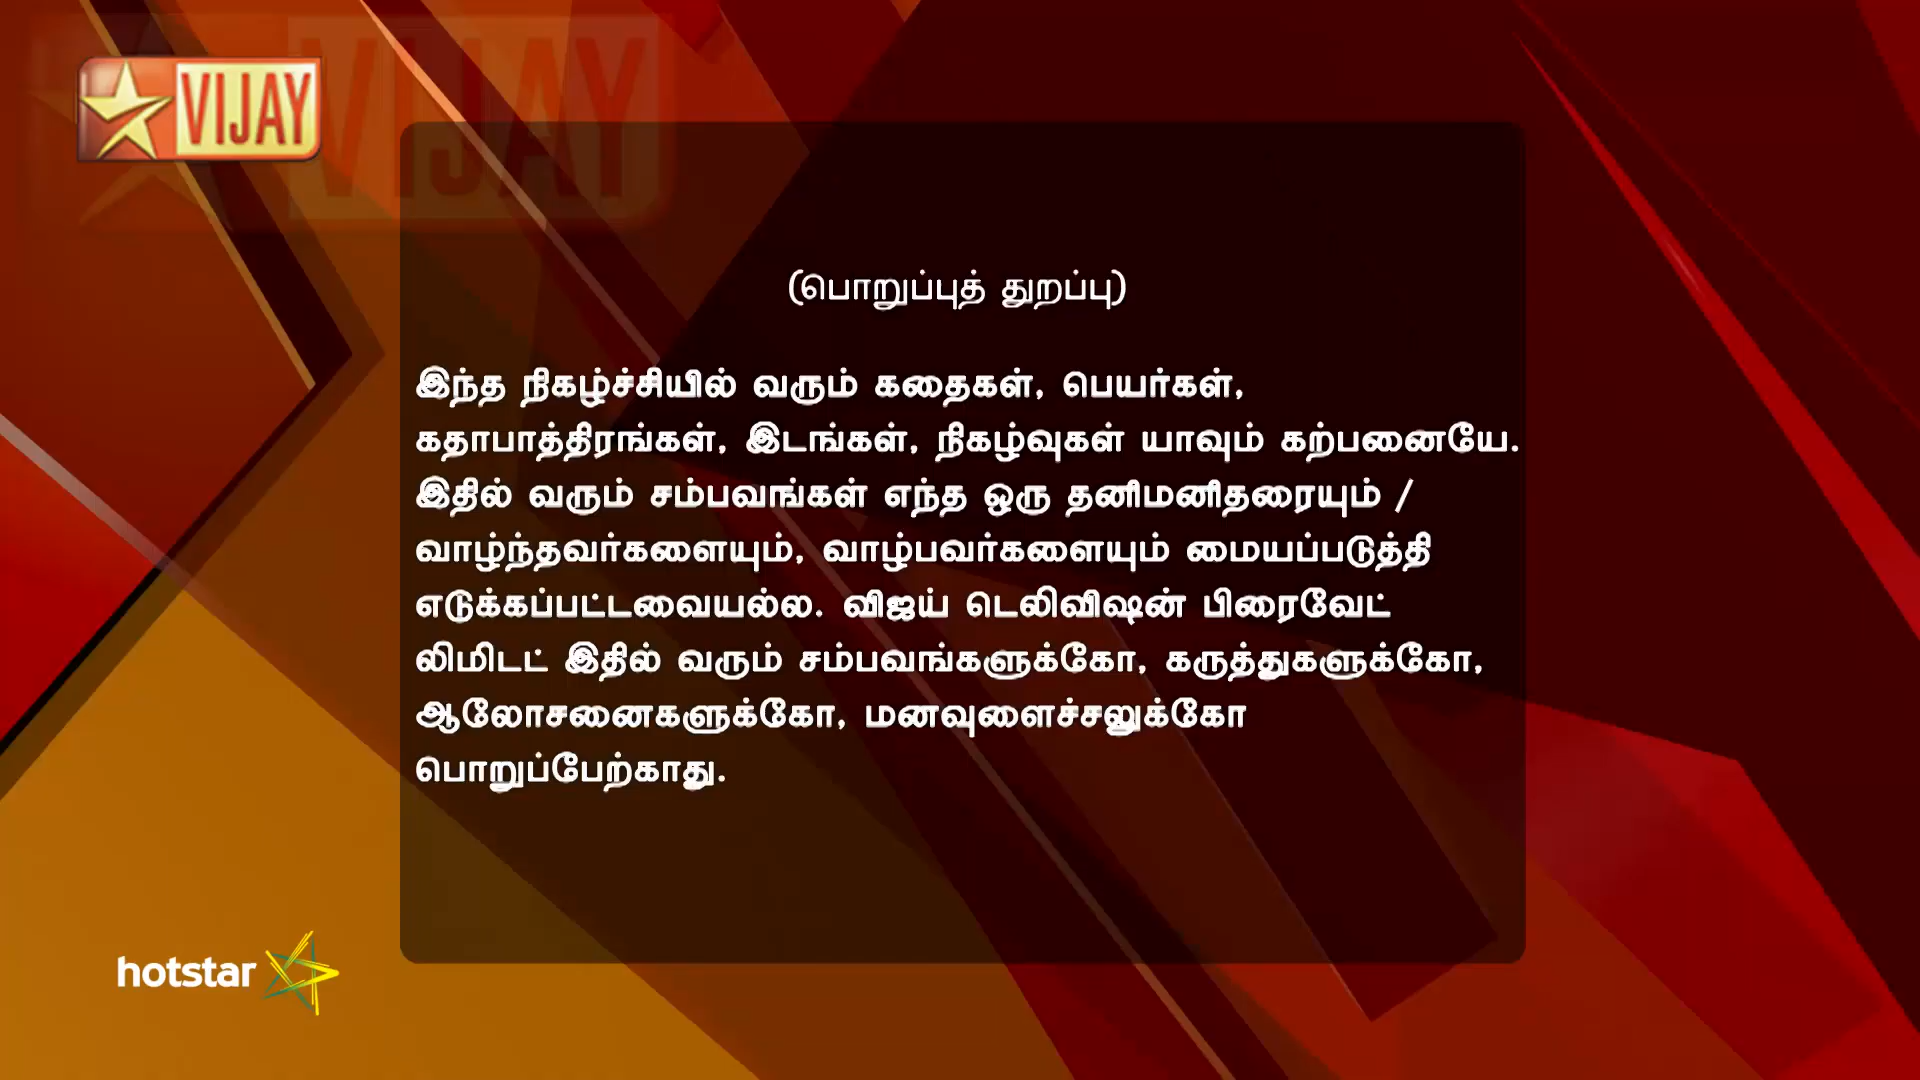 VIJAY
(பொறுப்புத் துறப்பு)
இந்த நிகழ்ச்சியில் வரும் கதைகள், பெயர்கள்,
கதாபாத்திரங்கள், இடங்கள், நிகழ்வுகள் யாவும் கற்பனையே.
இதில் வரும் சம்பவங்கள் எந்த ஒரு தனிமனிதரையும் /
வாழ்ந்தவர்களையும், வாழ்பவர்களையும் மையப்படுத்தி
எடுக்கப்பட்டவையல்ல. விஜய் டெலிவிஷன் பிரைவேட்
லிமிடட் இதில் வரும் சம்பவங்களுக்கோ, கருத்துகளுக்கோ,
ஆலோசனைகளுக்கோ, மனவுளைச்சலுக்கோ
பொறுப்பேற்காது.
hotstar